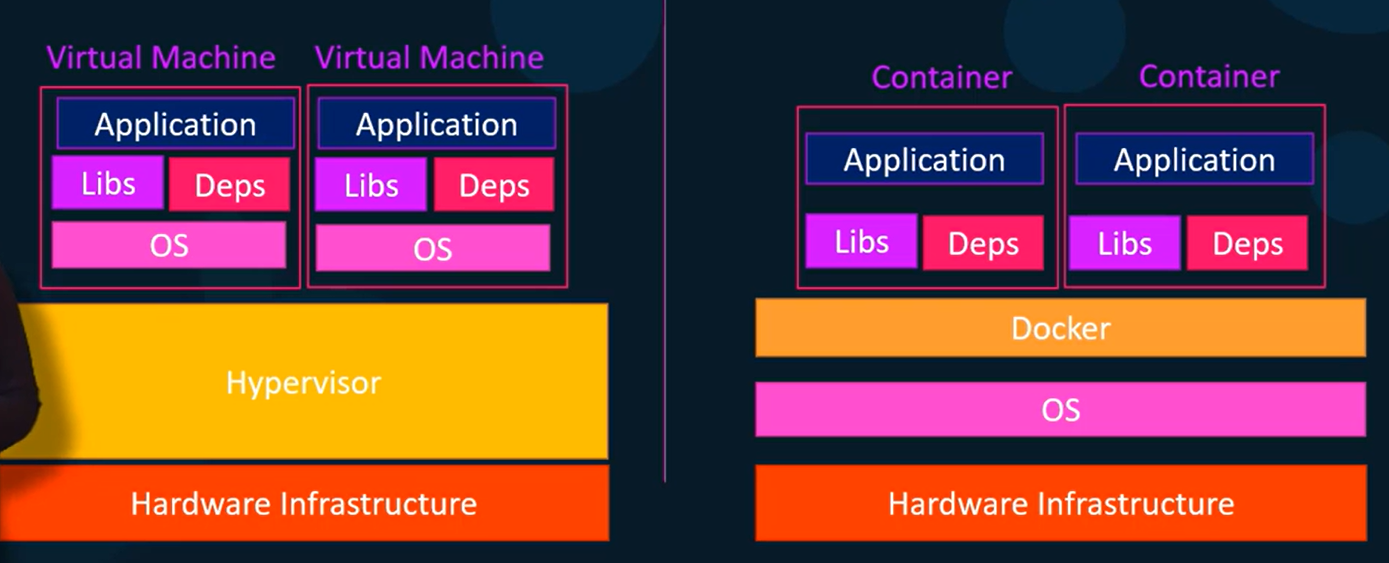 Virtual Machine Virtual Machine
Application Application
Libs Deps Libs Deps
OS OS
Hypervisor
Hardware Infrastructure
Container Container
Application Application
Libs Deps Libs Deps
Docker
OS
Hardware Infrastructure